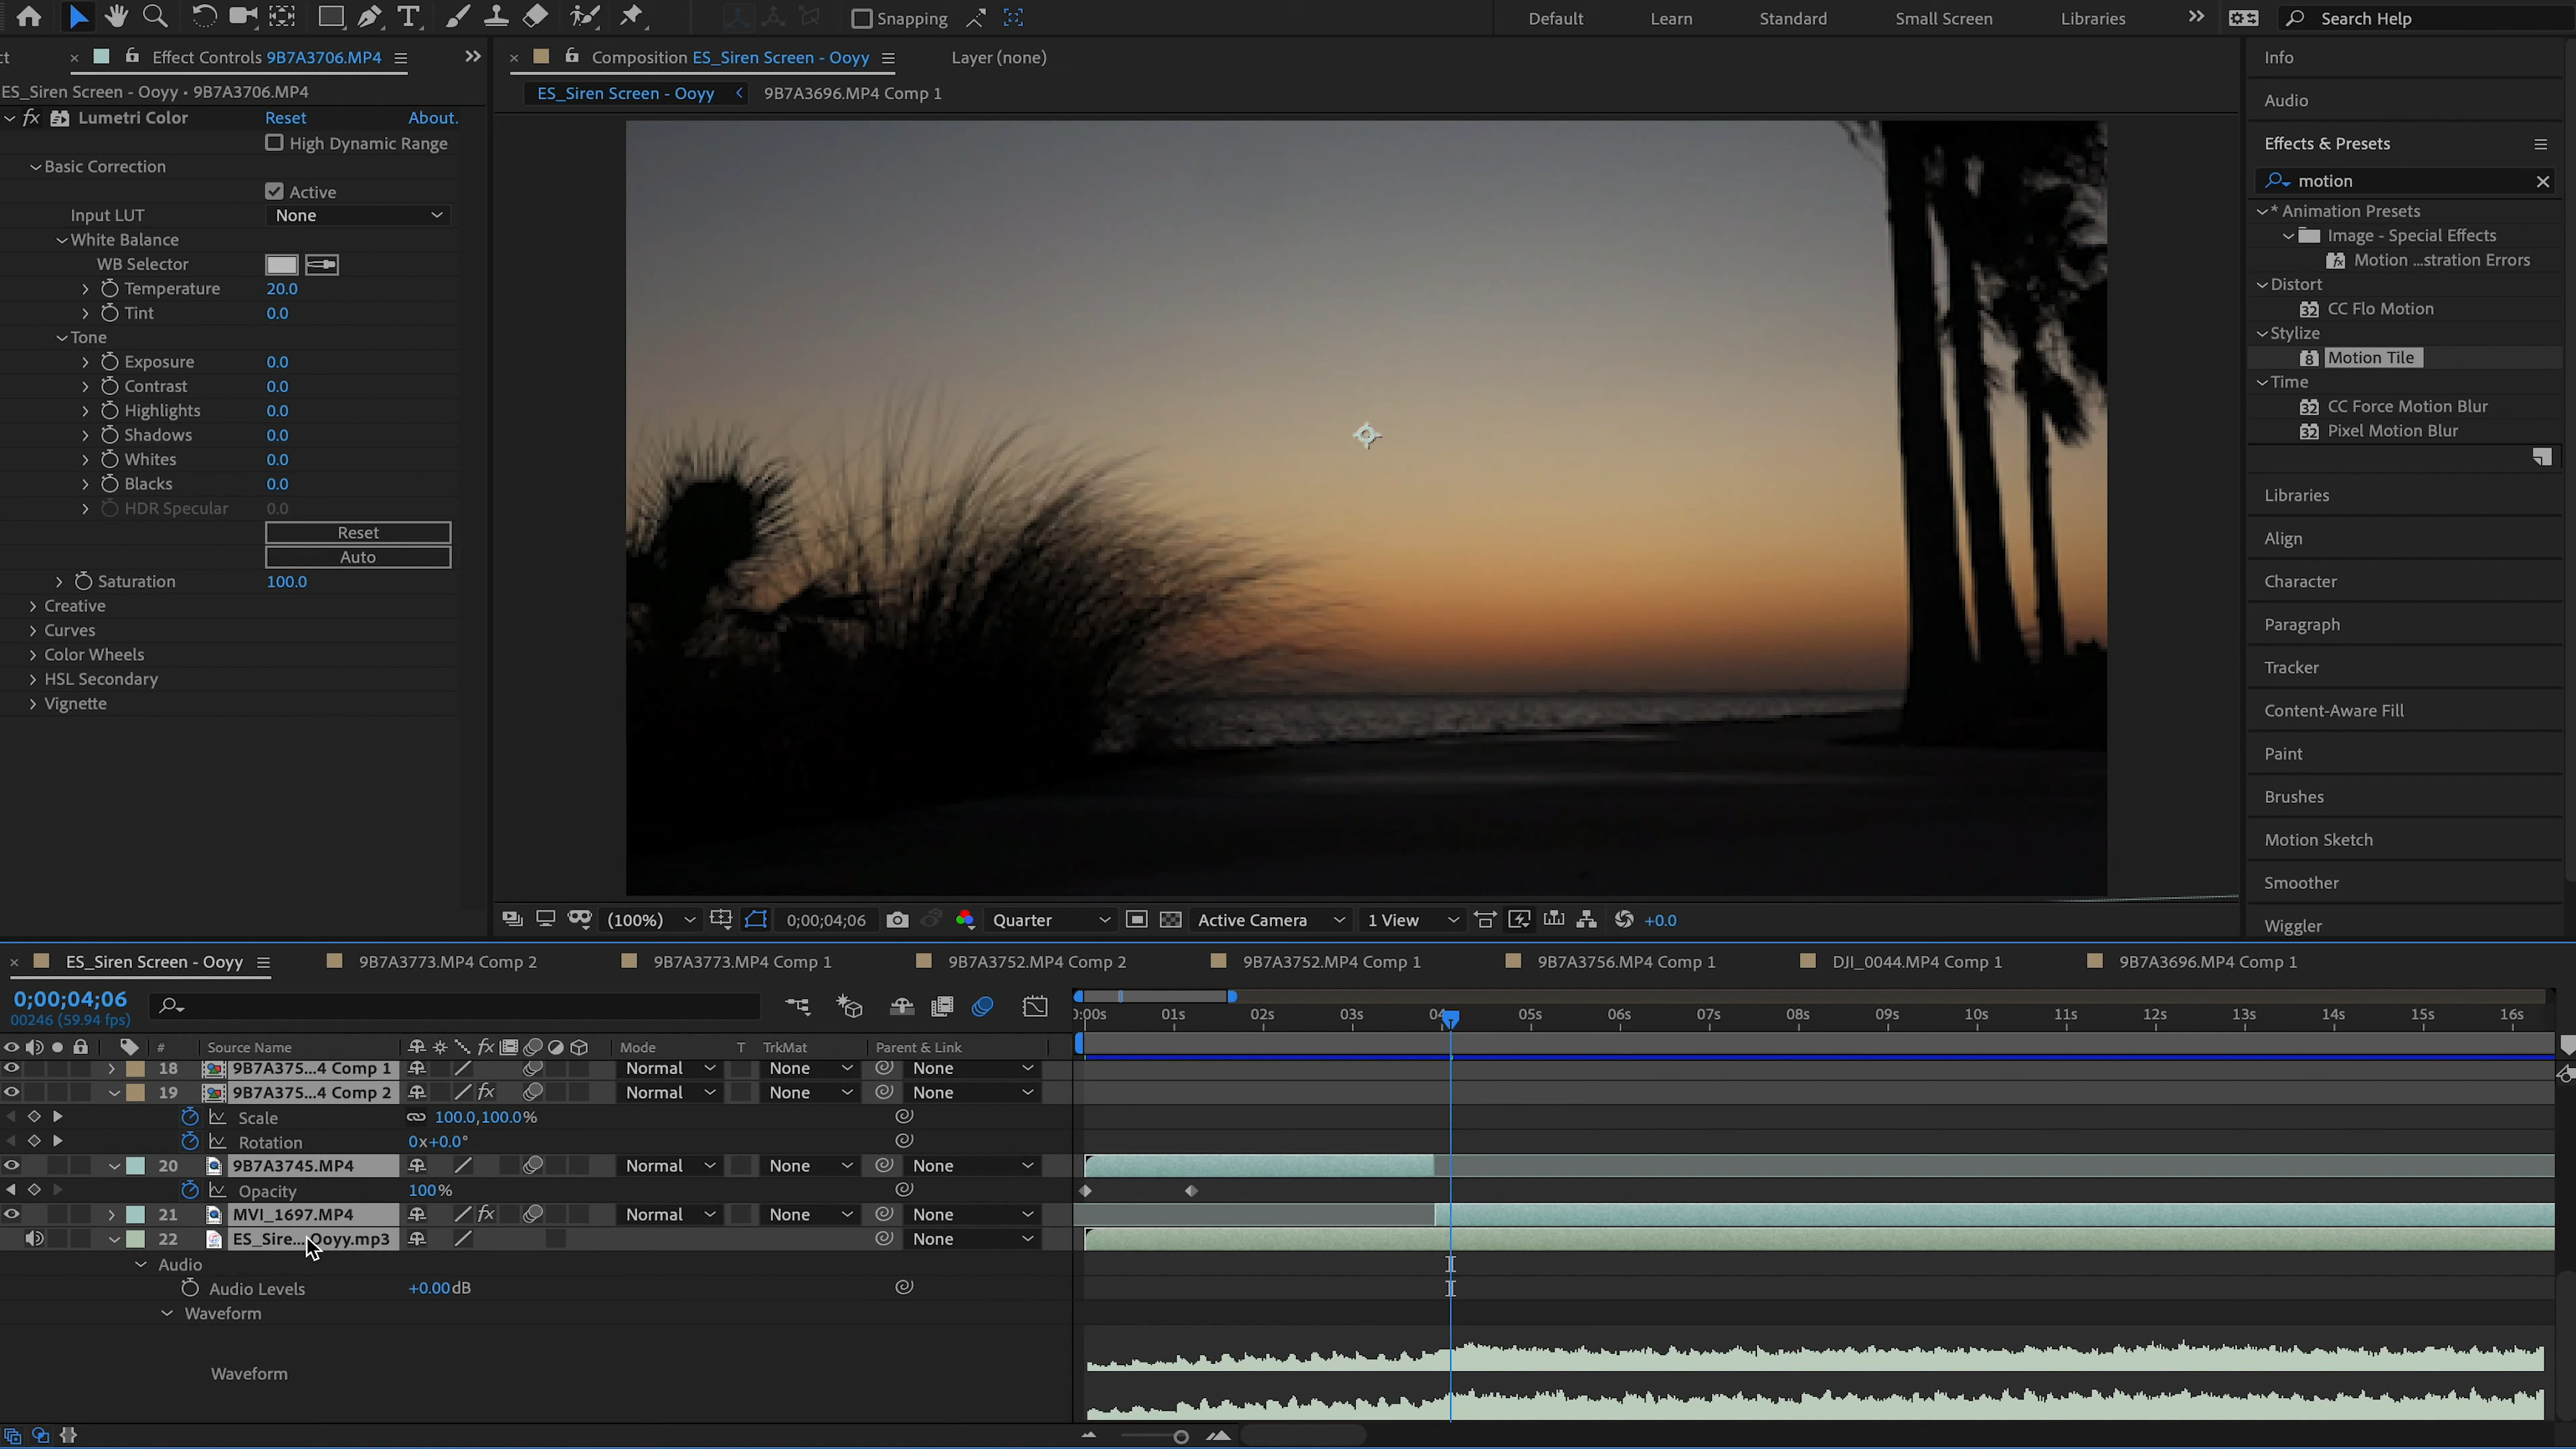 Snapping
Default
Learn
Standard
Small Screen
Libraries
Search Help
ct
Effect Controls 9B7A3706.MP4
Composition ES_Siren Screen - Ooyy
Layer (none)
Info
ES_Siren Screen - Ooyy • 9B7A3706.MP4
ES_Siren Screen - Ooyy
9B7A3696.MP4 Comp 1
Audio
fx Lumetri Color
Reset
About.
High Dynamic Range
Basic Correction
Active
Input LUT
None
White Balance
WB Selector
Temperature
20.0
Tint
0.0
Tone
Exposure
0.0
Contrast
0.0
Highlights
0.0
Shadows
0.0
Whites
0.0
Blacks
0.0
HDR Specular
0.0
Reset
Auto
Saturation
100.0
Creative
Curves
Color Wheels
HSL Secondary
Vignette
Effects & Presets
motion
* Animation Presets
Image - Special Effects
Motion ...stration Errors
Distort
32 CC Flo Motion
Stylize
8 Motion Tile
Time
32 CC Force Motion Blur
32 Pixel Motion Blur
Libraries
Align
Character
Paragraph
Tracker
Content-Aware Fill
Paint
Brushes
Motion Sketch
Smoother
Wiggler
(100%)
0;00;04;06
Quarter
Active Camera
1 View
+0.0
ES_Siren Screen - Ooyy
9B7A3773.MP4 Comp 2
9B7A3773.MP4 Comp 1
9B7A3752.MP4 Comp 2
9B7A3752.MP4 Comp 1
9B7A3756.MP4 Comp 1
DJI_0044.MP4 Comp 1
9B7A3696.MP4 Comp 1
0;00;04;06
00246 (59.94 fps)
):00s 01s 02s 03s 04 05s 06s 07s 08s 09s 10s 11s 12s 13s 14s 15s 16s
# Source Name fx Mode T TrkMat Parent & Link
18 9B7A375...4 Comp 1 Normal None None
19 9B7A375...4 Comp 2 fx Normal None None
Scale 100.0,100.0%
Rotation 0x+0.0°
20 9B7A3745.MP4 Normal None None
Opacity 100%
21 MVI_1697.MP4 fx Normal None None
22 ES_Sire... Ooyy.mp3 None
Audio
Audio Levels +0.00dB
Waveform
Waveform